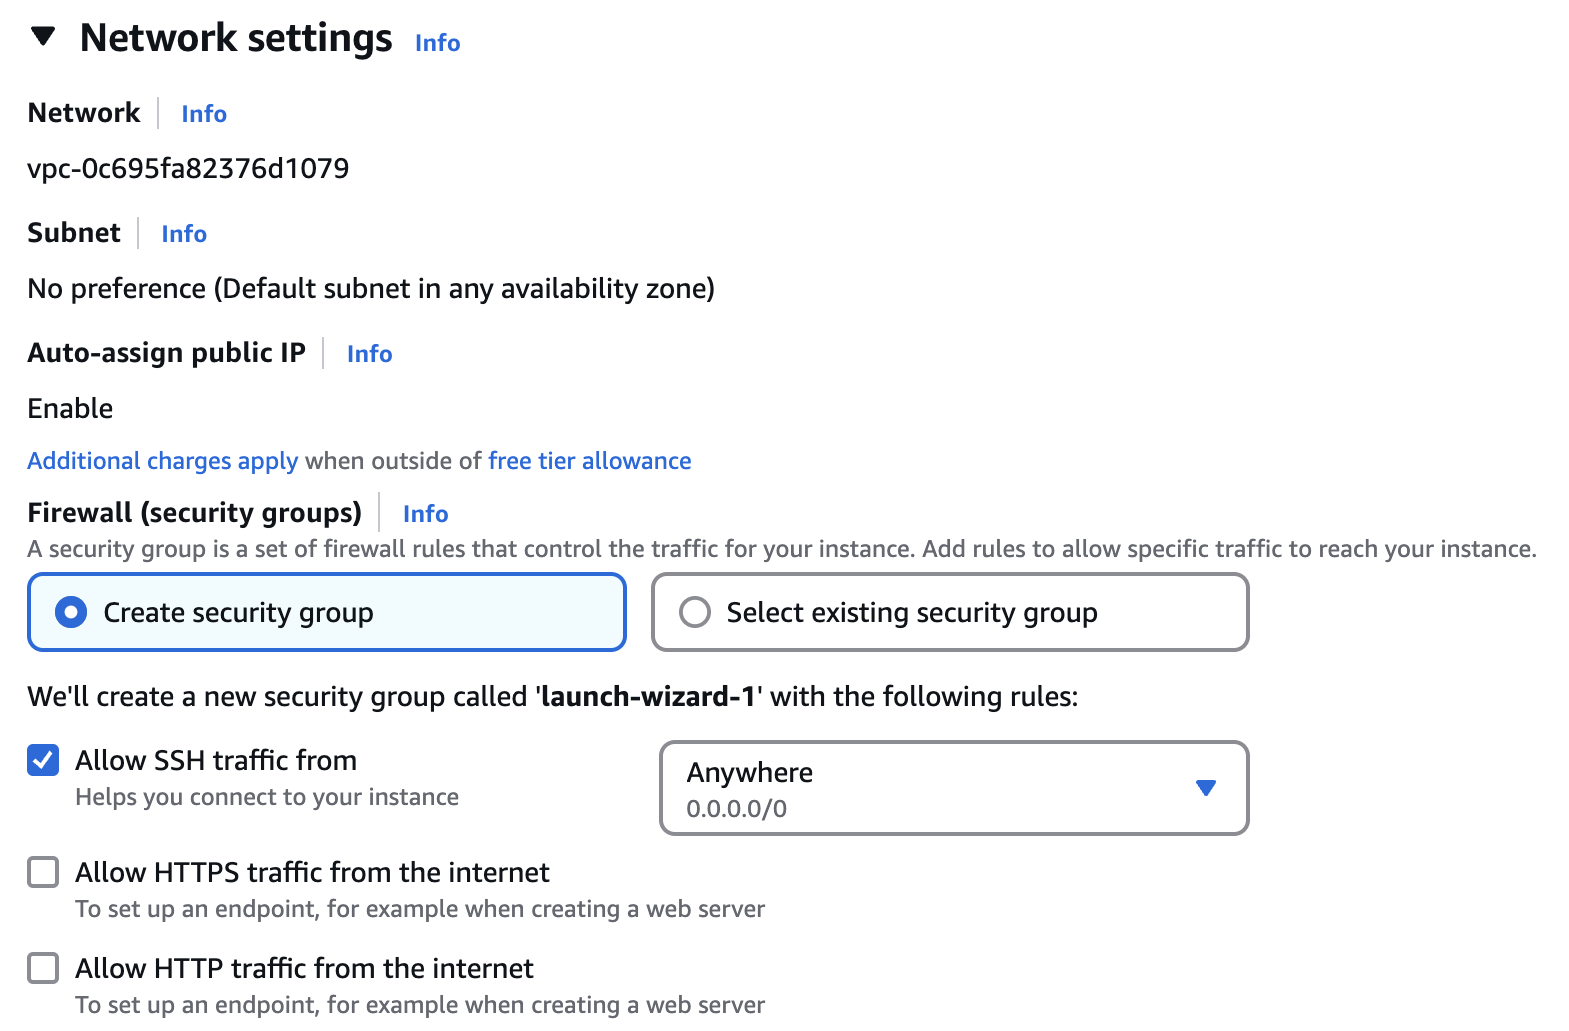 Network settings Info
Network Info
vpc-0c695fa82376d1079
Subnet Info
No preference (Default subnet in any availability zone)
Auto-assign public IP Info
Enable
Additional charges apply when outside of free tier allowance
Firewall (security groups) Info
A security group is a set of firewall rules that control the traffic for your instance. Add rules to allow specific traffic to reach your instance.
Create security group Select existing security group
We'll create a new security group called 'launch-wizard-1' with the following rules:
Allow SSH traffic from Anywhere
Helps you connect to your instance 0.0.0.0/0
Allow HTTPS traffic from the internet
To set up an endpoint, for example when creating a web server
Allow HTTP traffic from the internet
To set up an endpoint, for example when creating a web server